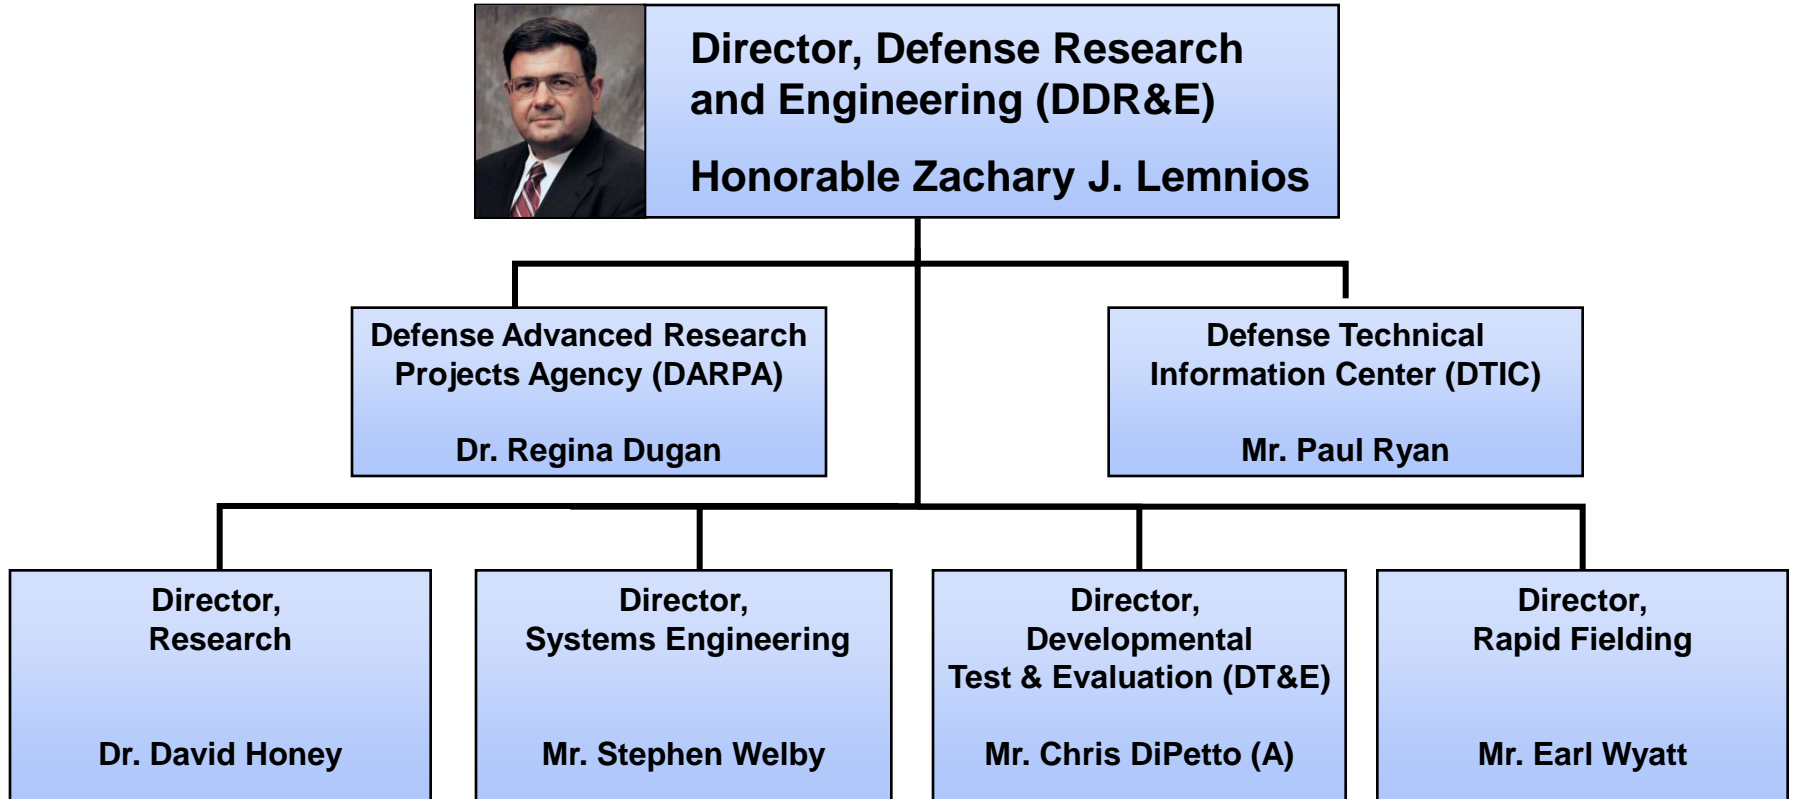 Director, Defense Research
and Engineering (DDR&E)
Honorable Zachary J. Lemnios
Defense Advanced Research
Projects Agency (DARPA)
Dr. Regina Dugan
Defense Technical
Information Center (DTIC)
Mr. Paul Ryan
Director,
Research
Dr. David Honey
Director,
Systems Engineering
Mr. Stephen Welby
Director,
Developmental
Test & Evaluation (DT&E)
Mr. Chris DiPetto (A)
Director,
Rapid Fielding
Mr. Earl Wyatt